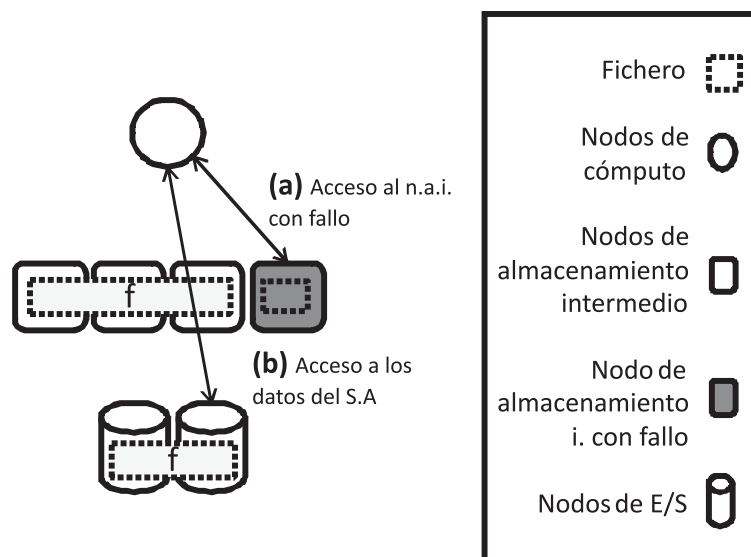 (a) Acceso al n.a.i.
con fallo
f
(b) Acceso a los
datos del S.A
f
Fichero
Nodos de
cómputo
Nodos de
almacenamiento
intermedio
Nodo de
almacenamiento
i. con fallo
Nodos de E/S